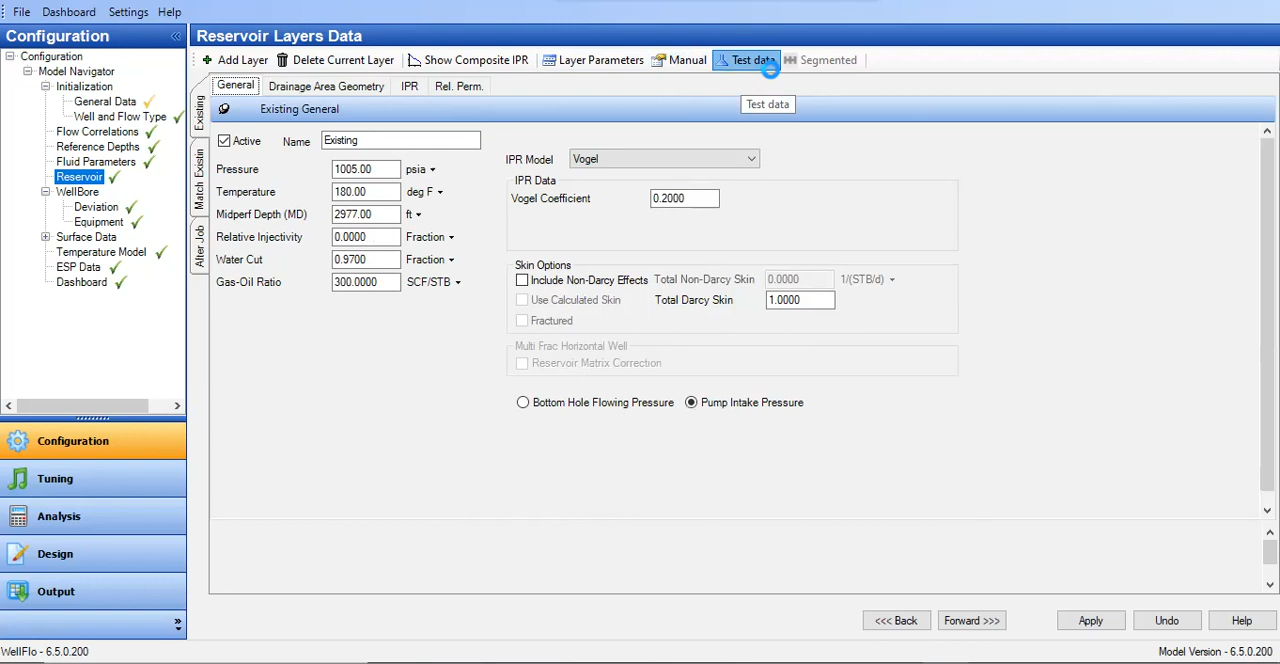 File Dashboard Settings Help
Configuration «
Reservoir Layers Data
Add Layer Delete Current Layer Show Composite IPR Layer Parameters Manual Test data Segmented
Test data
Configuration
Model Navigator
Initialization
General Data
Well and Flow Type
Flow Correlations
Reference Depths
Fluid Parameters
Reservoir
WellBore
Deviation
Equipment
Surface Data
Temperature Model
ESP Data
Dashboard
Existing
Match Existin
After Job
General Drainage Area Geometry IPR Rel. Perm.
Existing General
Active Name Existing
Pressure 1005.00 psia
Temperature 180.00 deg F
Midperf Depth (MD) 2977.00 ft
Relative Injectivity 0.0000 Fraction
Water Cut 0.9700 Fraction
Gas-Oil Ratio 300.0000 SCF/STB
IPR Model Vogel
IPR Data
Vogel Coefficient 0.2000
Skin Options
Include Non-Darcy Effects Total Non-Darcy Skin 0.0000 1/(STB/d)
Use Calculated Skin Total Darcy Skin 1.0000
Fractured
Multi Frac Horizontal Well
Reservoir Matrix Correction
Bottom Hole Flowing Pressure Pump Intake Pressure
Configuration
Tuning
Analysis
Design
Output
»
<<< Back Forward >>> Apply Undo Help
WellFlo - 6.5.0.200 Model Version - 6.5.0.200